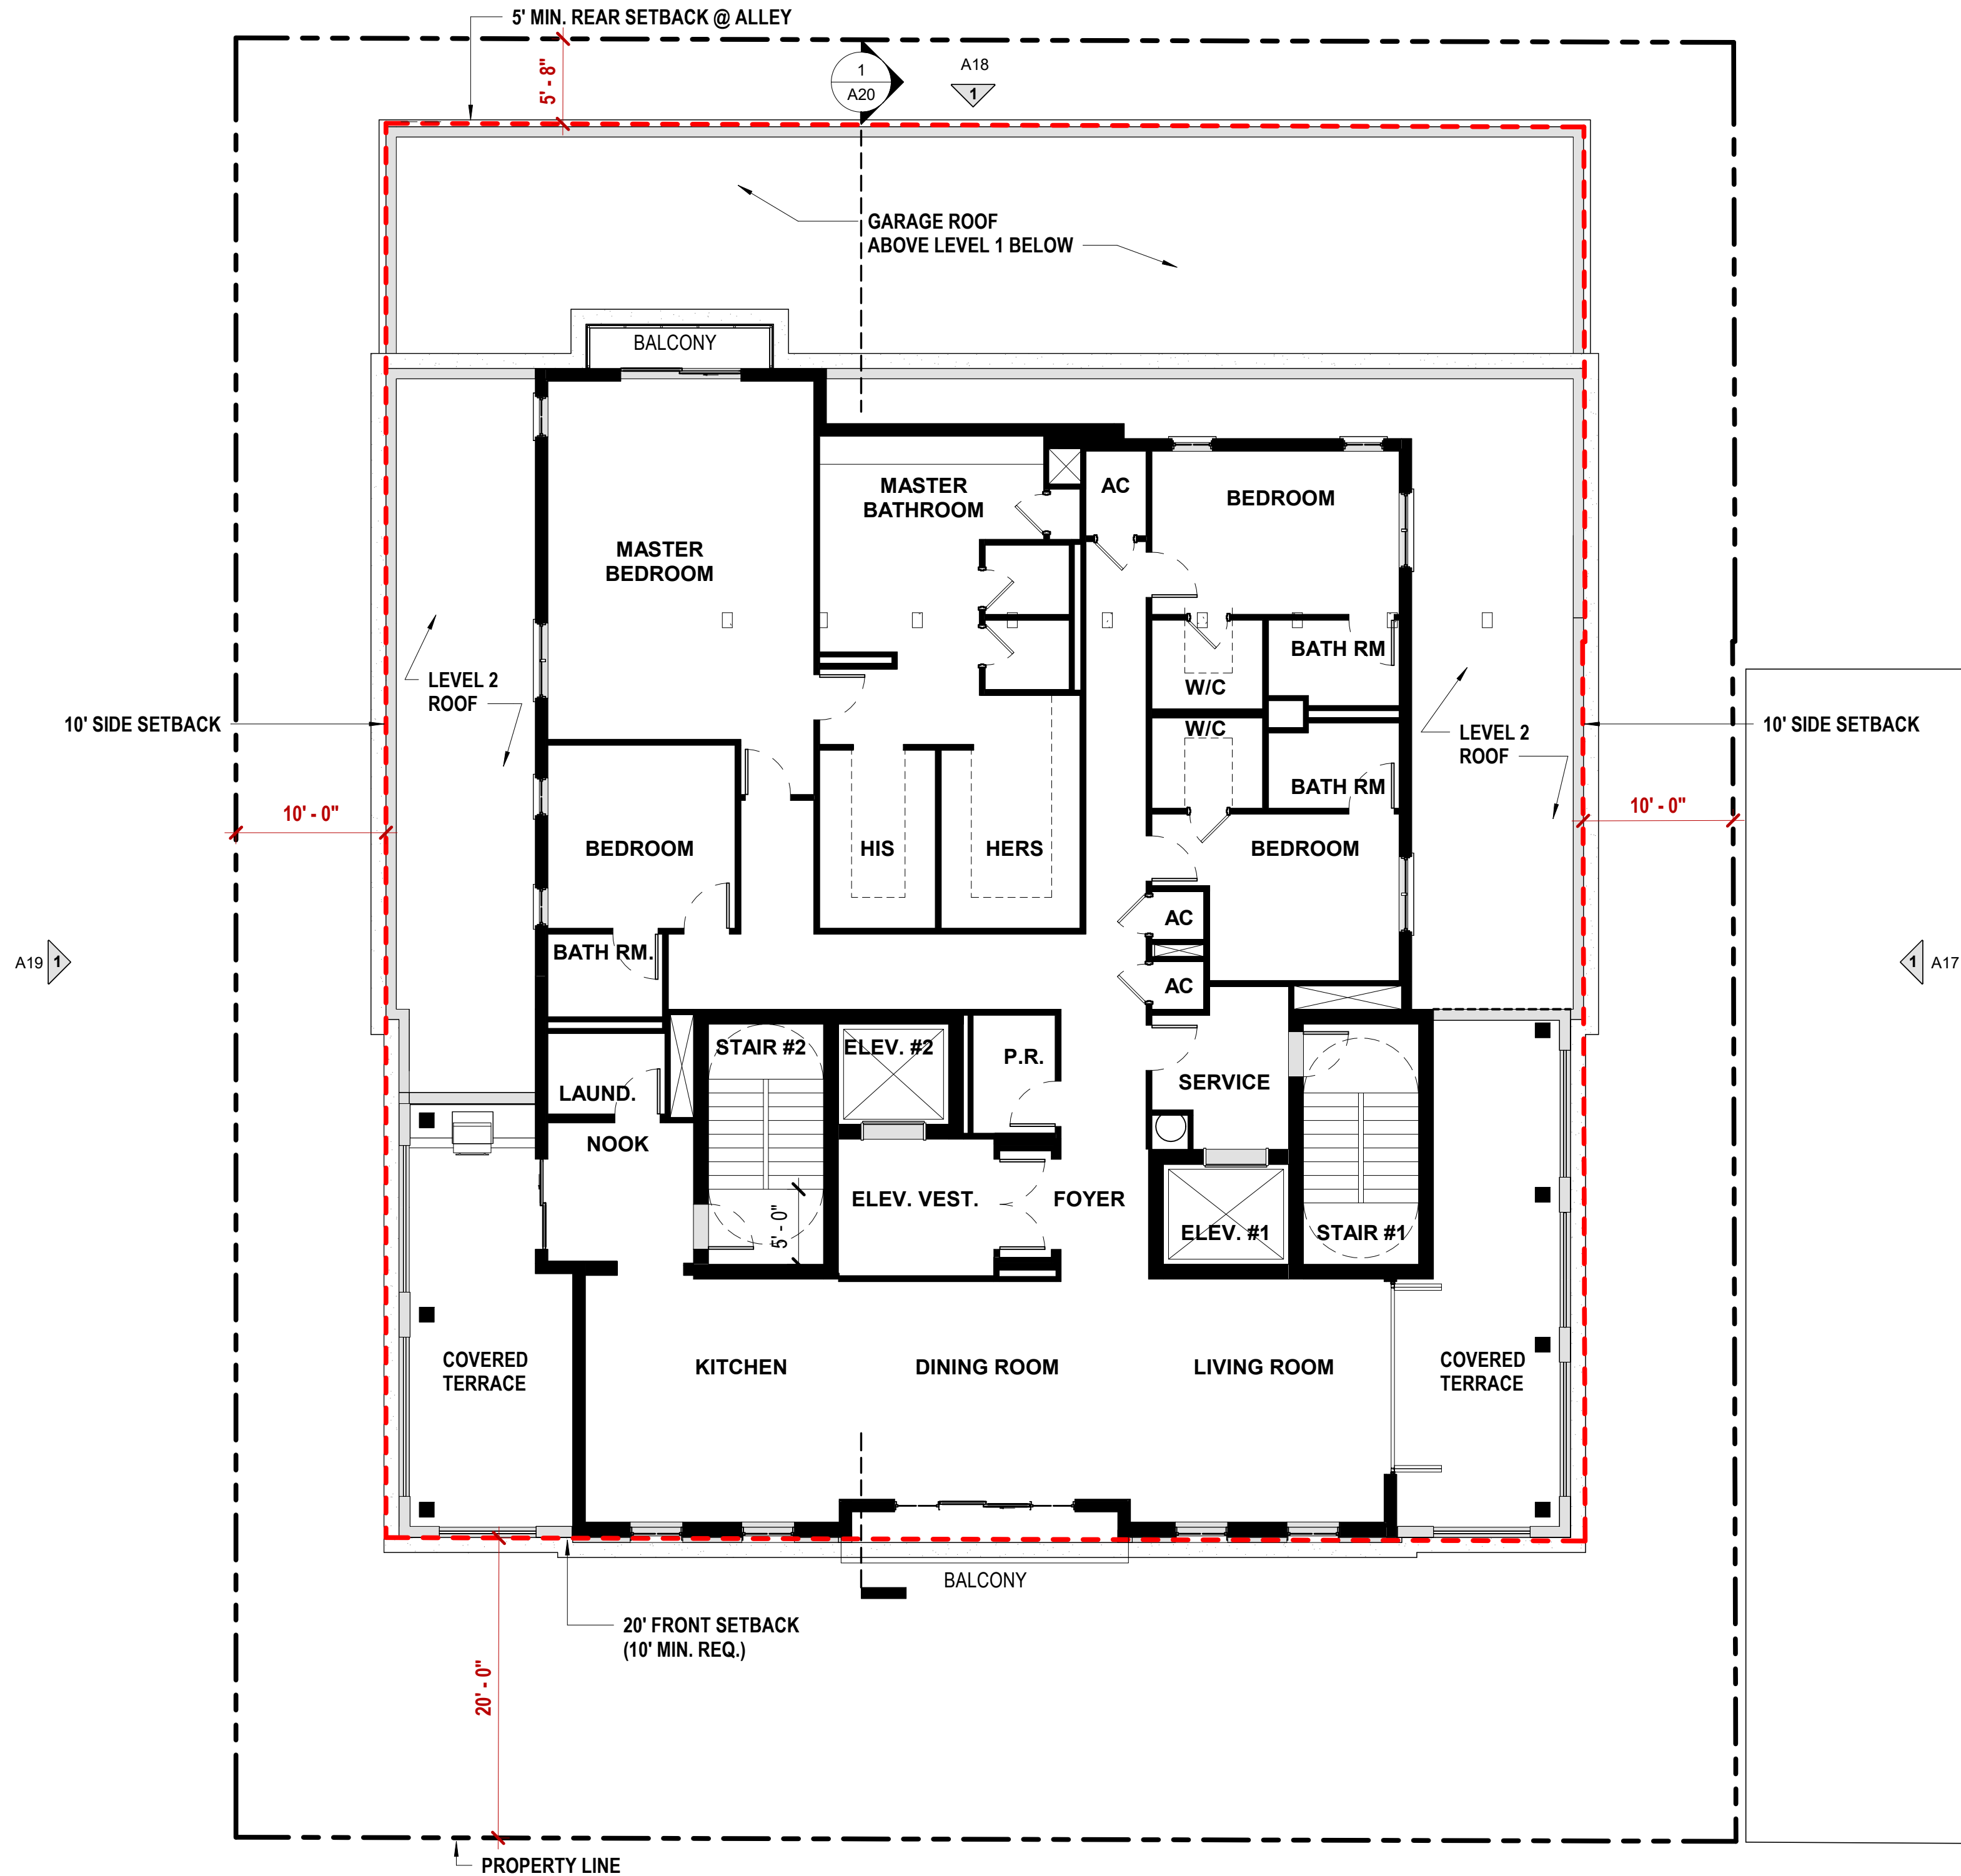 5' MIN. REAR SETBACK @ ALLEY
5' - 8"
1
A20
A18
1
GARAGE ROOF
ABOVE LEVEL 1 BELOW
BALCONY
MASTER
BATHROOM
AC
BEDROOM
MASTER
BEDROOM
BATH RM
W/C
LEVEL 2
ROOF
10' SIDE SETBACK
W/C
LEVEL 2
ROOF
10' SIDE SETBACK
BATH RM
10' - 0"
10' - 0"
BEDROOM
HIS
HERS
BEDROOM
AC
BATH RM.
A19
1
1
A17
AC
STAIR #2
ELEV. #2
P.R.
SERVICE
LAUND.
NOOK
ELEV. VEST.
FOYER
5' - 0"
ELEV. #1
STAIR #1
COVERED
TERRACE
KITCHEN
DINING ROOM
LIVING ROOM
COVERED
TERRACE
BALCONY
20' FRONT SETBACK
(10' MIN. REQ.)
20' - 0"
PROPERTY LINE